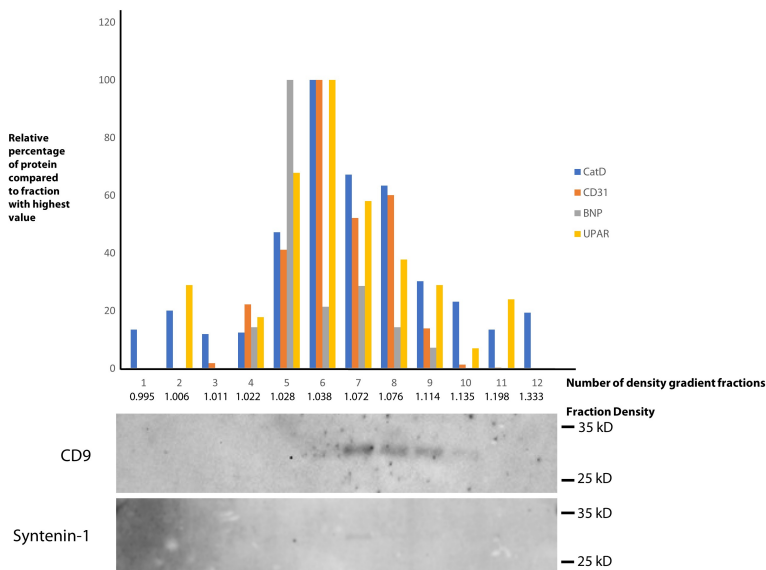 120
100
80
60
40
20
0
Relative
percentage
of protein
compared
to fraction
with highest
value
CatD
CD31
BNP
UPAR
1 2 3 4 5 6 7 8 9 10 11 12 Number of density gradient fractions
0.995 1.006 1.011 1.022 1.028 1.038 1.072 1.076 1.114 1.135 1.198 1.333
Fraction Density
35 kD
CD9
25 kD
35 kD
Syntenin-1
25 kD